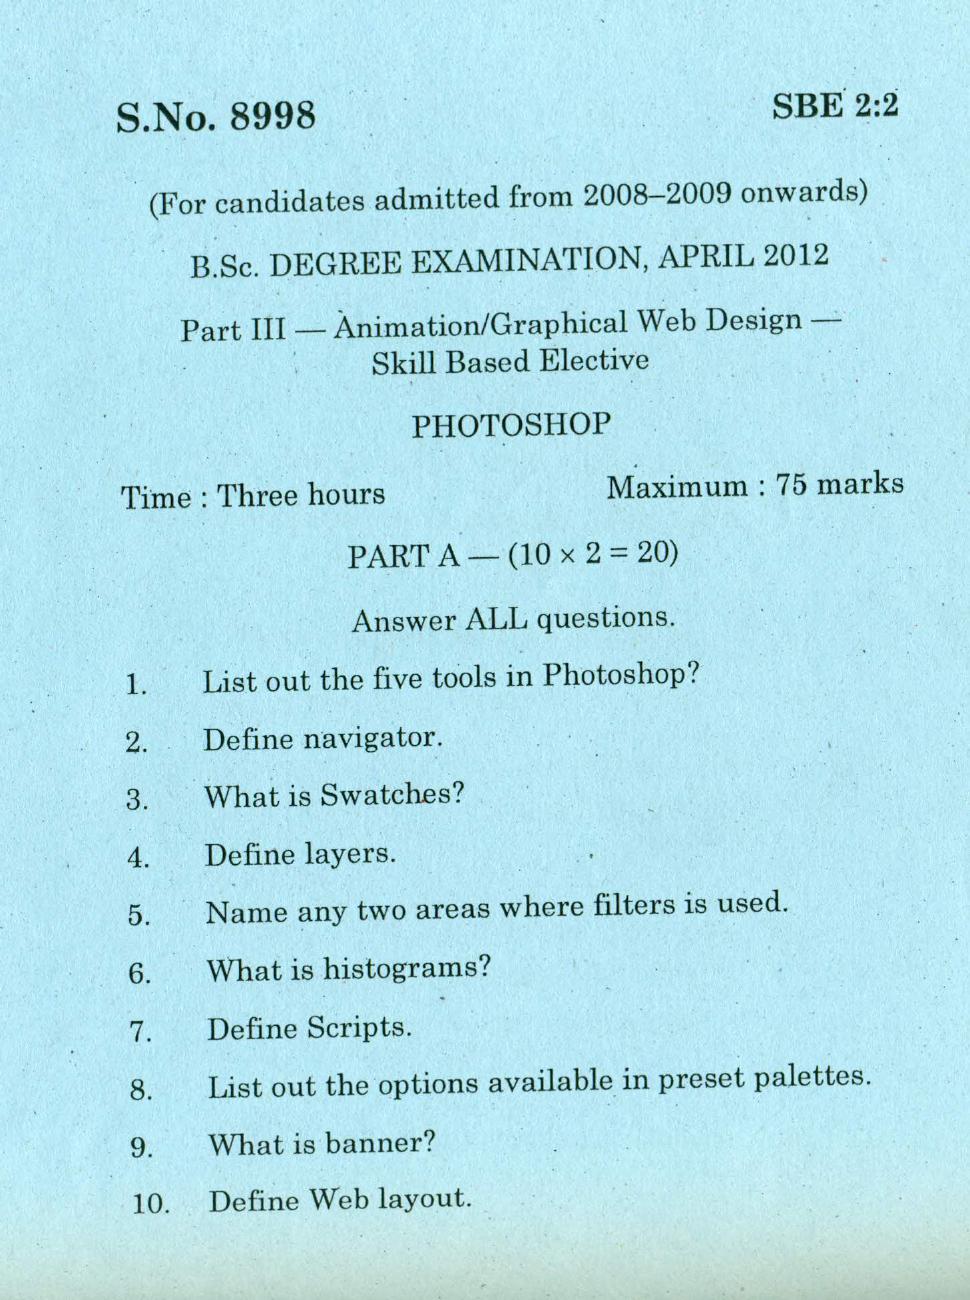 S.No. 8998 SBE 2:2
(For candidates admitted from 2008–2009 onwards)
B.Sc. DEGREE EXAMINATION, APRIL 2012
Part III — Animation/Graphical Web Design —
Skill Based Elective
PHOTOSHOP
Time : Three hours Maximum : 75 marks
PART A — (10 × 2 = 20)
Answer ALL questions.
1. List out the five tools in Photoshop?
2. Define navigator.
3. What is Swatches?
4. Define layers.
5. Name any two areas where filters is used.
6. What is histograms?
7. Define Scripts.
8. List out the options available in preset palettes.
9. What is banner?
10. Define Web layout.